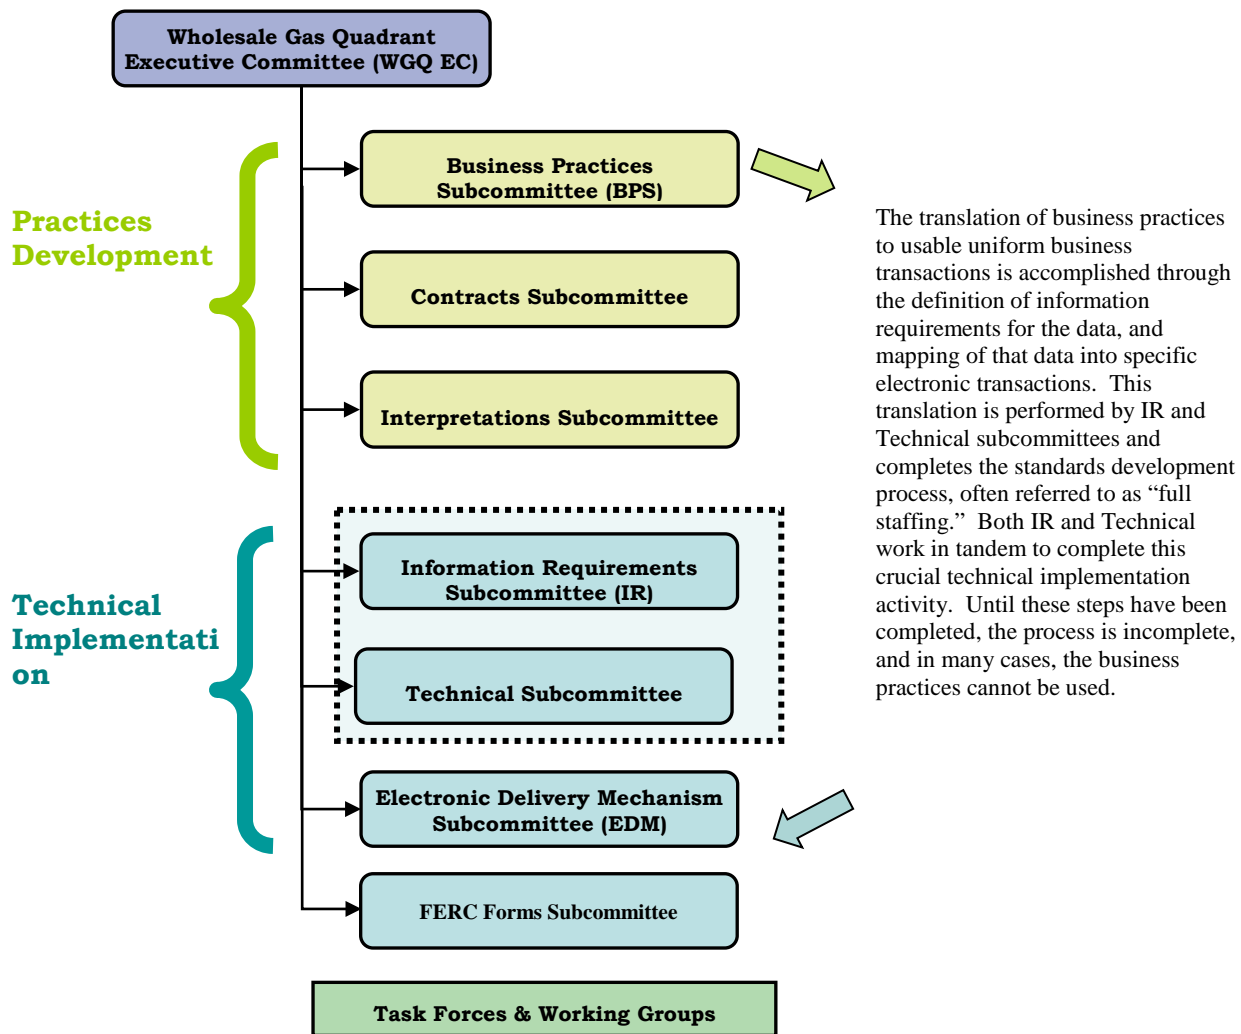 Wholesale Gas Quadrant
Executive Committee (WGQ EC)
Practices
Development
Business Practices
Subcommittee (BPS)
Contracts Subcommittee
Interpretations Subcommittee
The translation of business practices
to usable uniform business
transactions is accomplished through
the definition of information
requirements for the data, and
mapping of that data into specific
electronic transactions.  This
translation is performed by IR and
Technical subcommittees and
completes the standards development
process, often referred to as “full
staffing.”  Both IR and Technical
work in tandem to complete this
crucial technical implementation
activity.  Until these steps have been
completed, the process is incomplete,
and in many cases, the business
practices cannot be used.
Technical
Implementati
on
Information Requirements
Subcommittee (IR)
Technical Subcommittee
Electronic Delivery Mechanism
Subcommittee (EDM)
FERC Forms Subcommittee
Task Forces & Working Groups